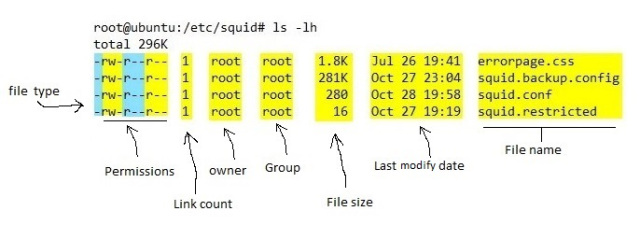 root@ubuntu:/etc/squid# ls -lh
total 296K
-rw-r--r-- 1 root root 1.8K Jul 26 19:41 errorpage.css
-rw-r--r-- 1 root root 281K Oct 27 23:04 squid.backup.config
-rw-r--r-- 1 root root 280 Oct 28 19:58 squid.conf
-rw-r--r-- 1 root root 16 Oct 27 19:19 squid.restricted
file type
Permissions
Link count
owner
Group
File size
Last modify date
File name